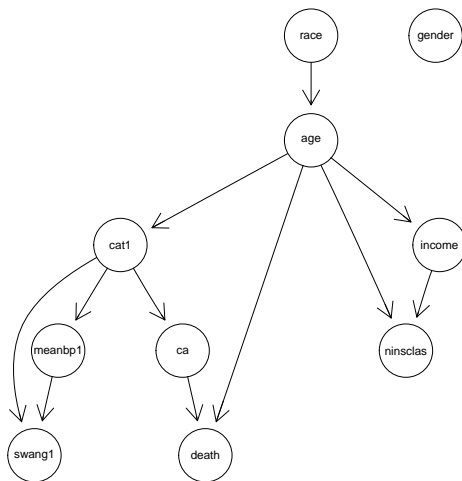 race
gender
age
cat1
income
meanbp1
ca
ninsclas
swang1
death